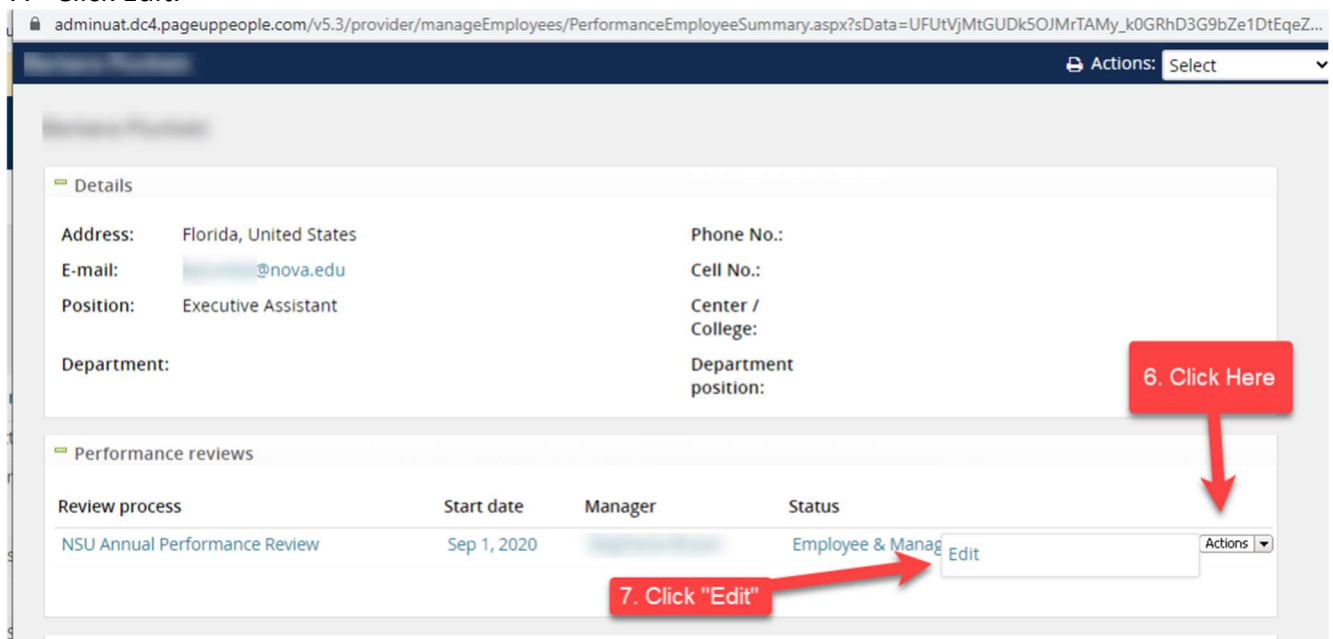 adminuat.dc4.pageuppeople.com/v5.3/provider/manageEmployees/PerformanceEmployeeSummary.aspx?sData=UFUtVjMtGUDk5OJMrTAMy_k0GRhD3G9bZe1DtEqeZ...
Actions: Select
Details
Address: Florida, United States Phone No.:
E-mail: @nova.edu Cell No.:
Position: Executive Assistant Center /
College:
Department: Department
position:
6. Click Here
Performance reviews
Review process Start date Manager Status
NSU Annual Performance Review Sep 1, 2020 Employee & Manag Edit Actions
7. Click "Edit"